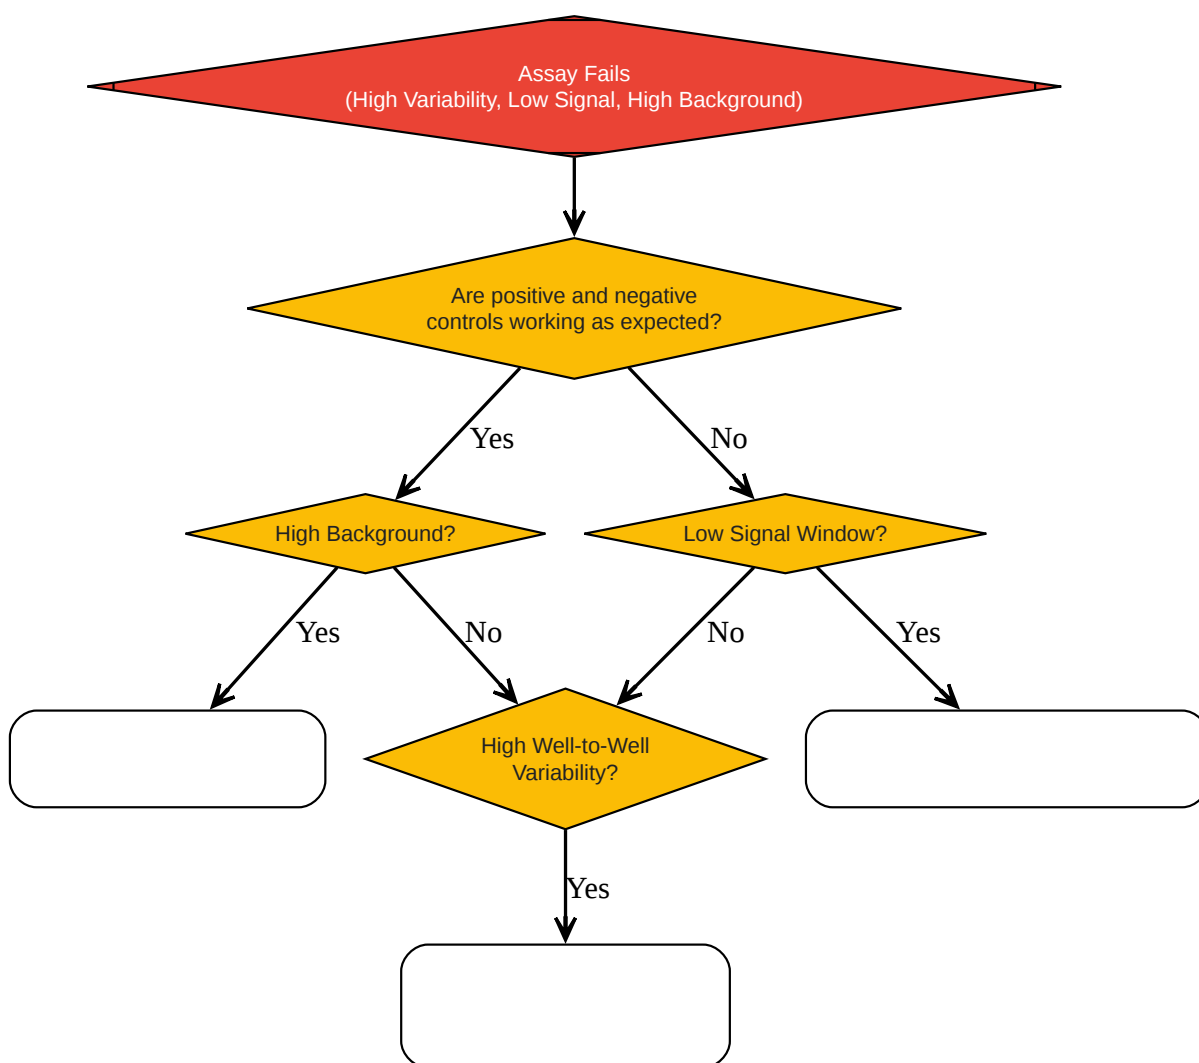 Assay Fails
(High Variability, Low Signal, High Background)
Are positive and negative
controls working as expected?
Yes
No
High Background?
Low Signal Window?
Yes
No
No
Yes
High Well-to-Well
Variability?
Yes